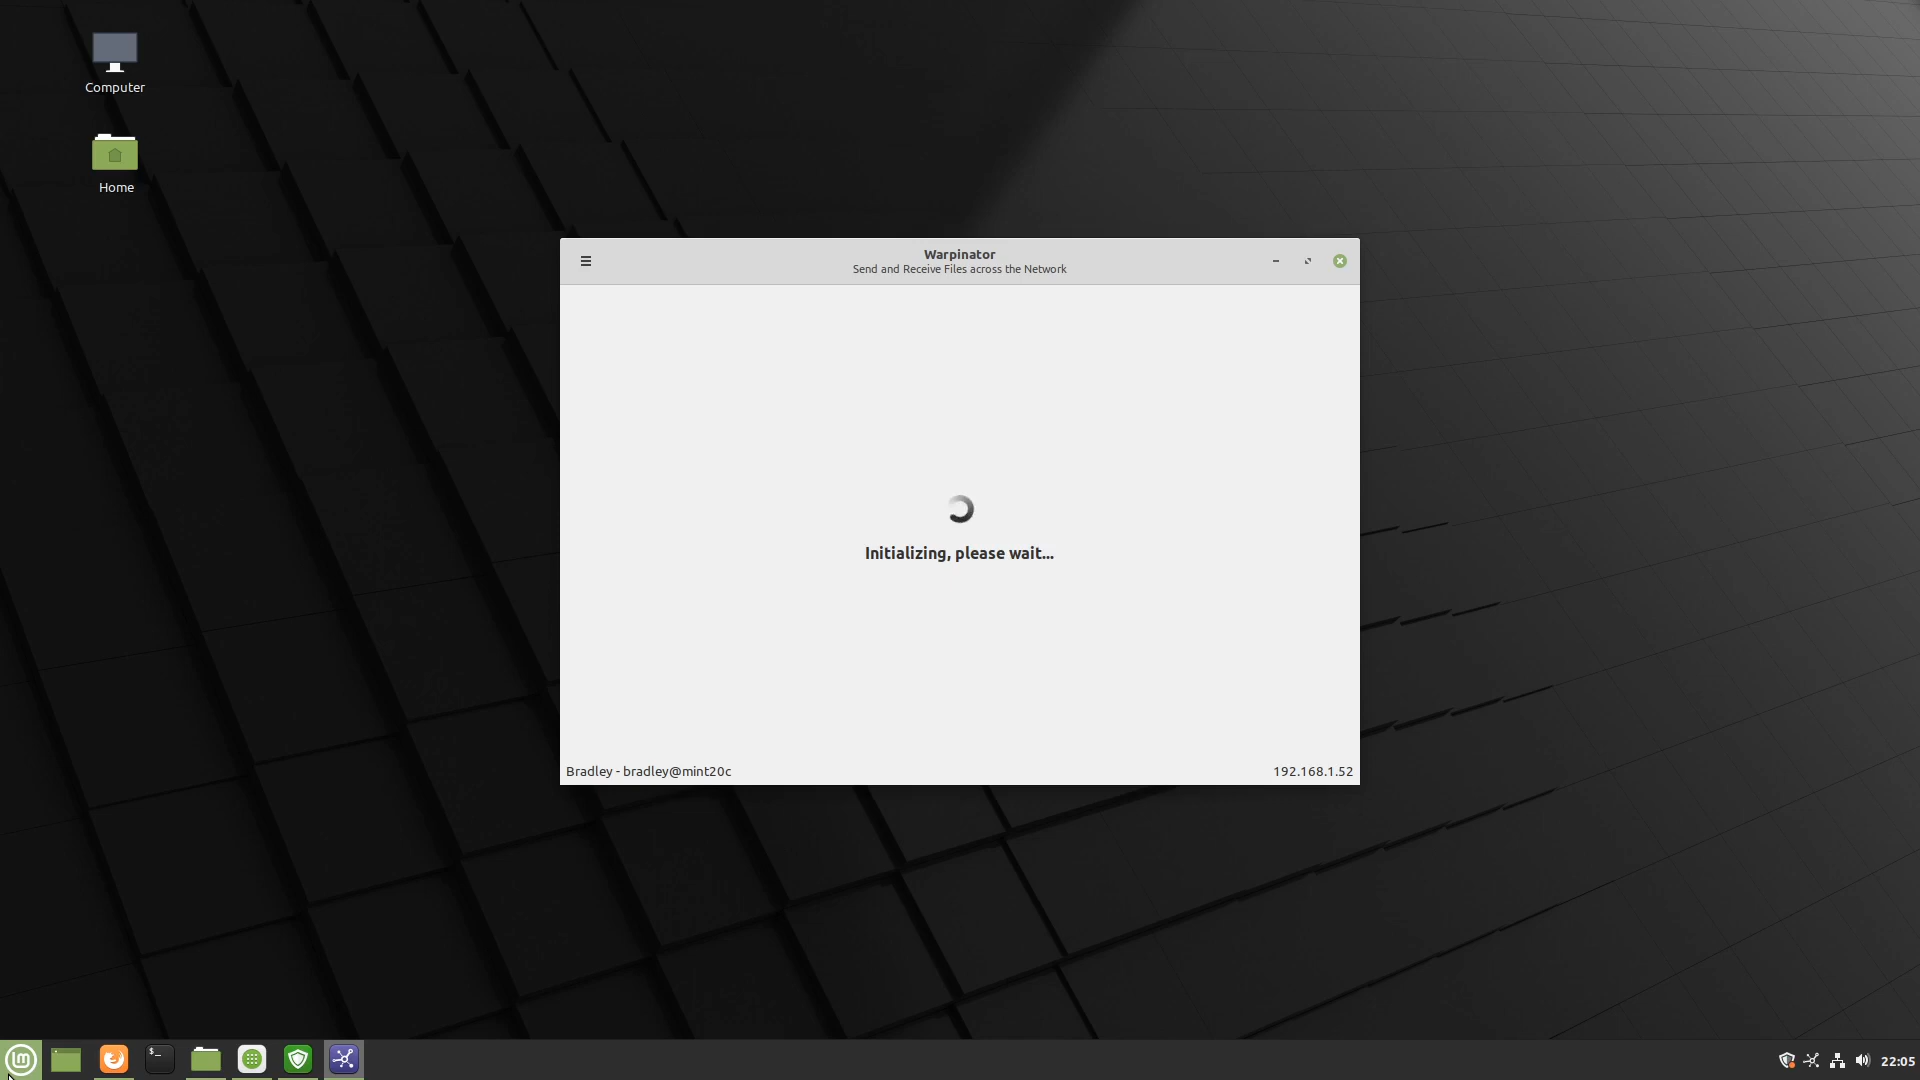 Computer
Home
Warpinator
Send and Receive Files across the Network
Initializing, please wait...
Bradley - bradley@mint20c
192.168.1.52
lm
$_
22:05